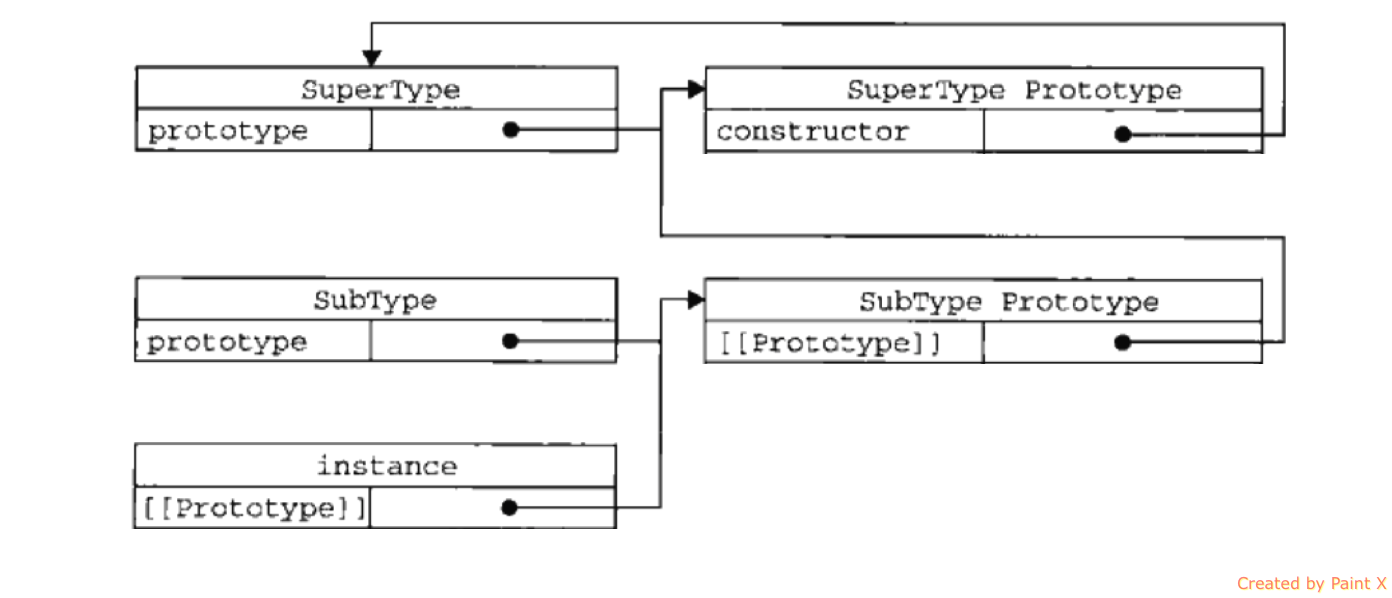 SuperType
prototype
SuperType Prototype
constructor
SubType
prototype
SubType Prototype
[[Prototype]]
instance
[[Prototype]]
Created by Paint X